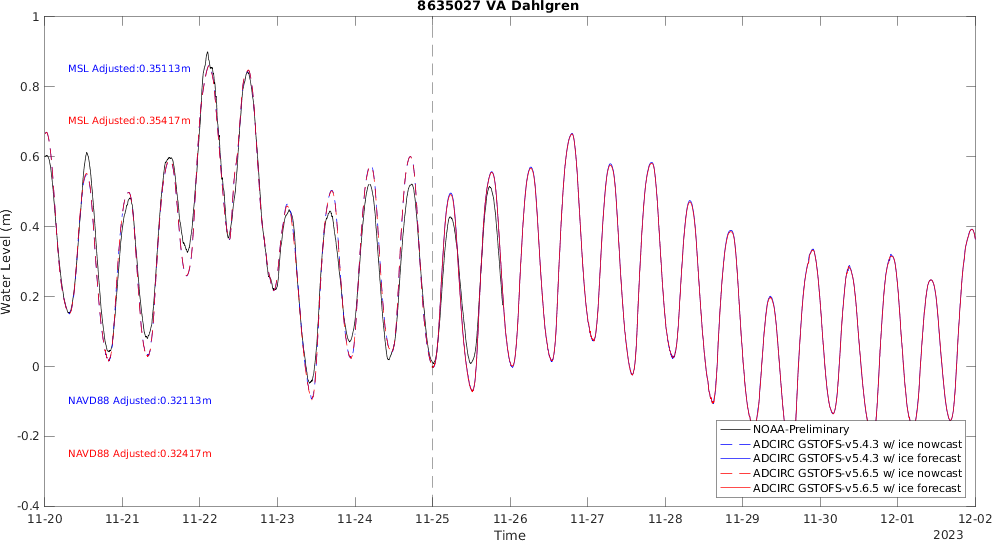 8635027 VA Dahlgren
1
0.8
0.6
0.4
0.2
0
-0.2
-0.4
Water Level (m)
MSL Adjusted:0.35113m
MSL Adjusted:0.35417m
NAVD88 Adjusted:0.32113m
NAVD88 Adjusted:0.32417m
NOAA-Preliminary
ADCIRC GSTOFS-v5.4.3 w/ ice nowcast
ADCIRC GSTOFS-v5.4.3 w/ ice forecast
ADCIRC GSTOFS-v5.6.5 w/ ice nowcast
ADCIRC GSTOFS-v5.6.5 w/ ice forecast
11-20 11-21 11-22 11-23 11-24 11-25 11-26 11-27 11-28 11-29 11-30 12-01 12-02
Time
2023